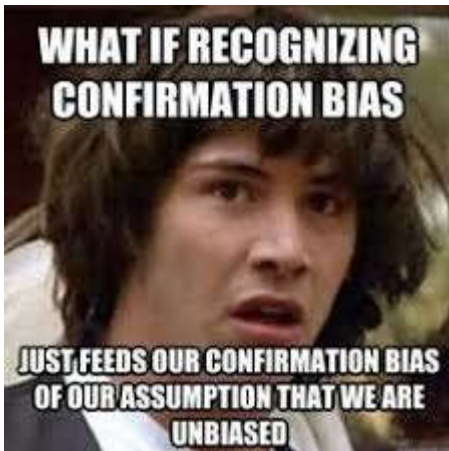 WHAT IF RECOGNIZING
CONFIRMATION BIAS
JUST FEEDS OUR CONFIRMATION BIAS
OF OUR ASSUMPTION THAT WE ARE
UNBIASED